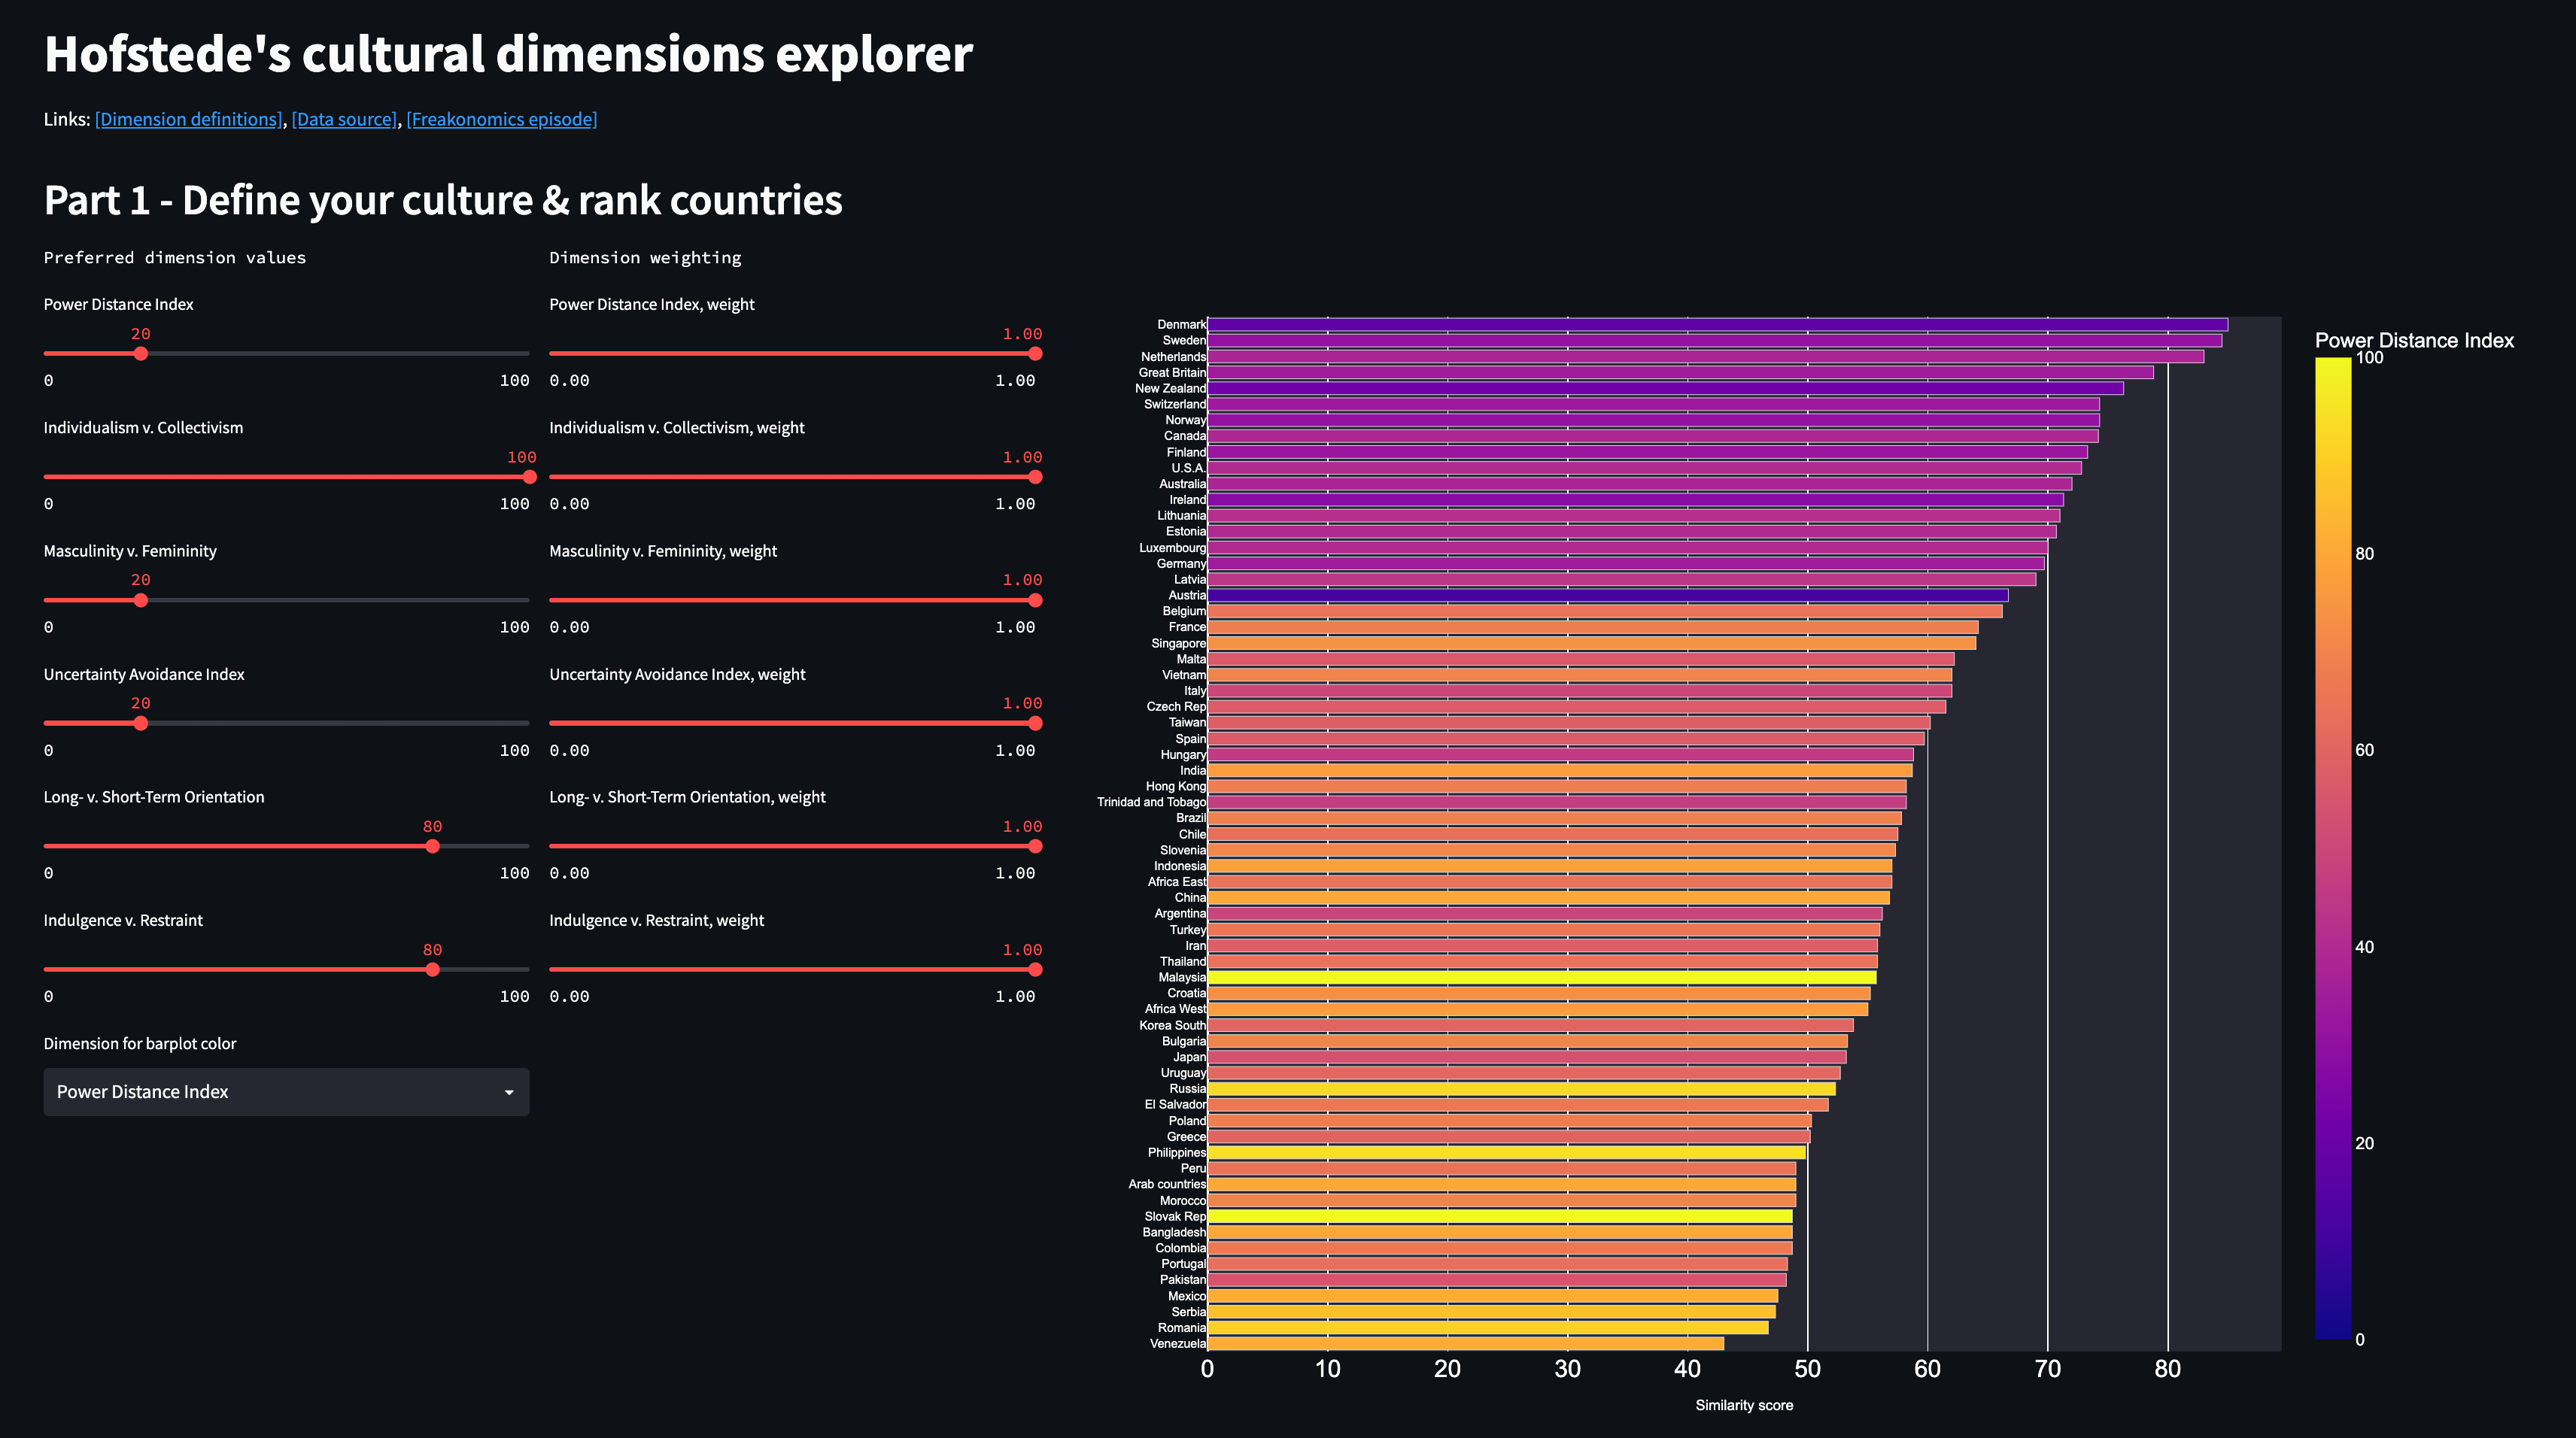 Hofstede's cultural dimensions explorer
Links: [Dimension definitions], [Data source], [Freakonomics episode]
Part 1 - Define your culture & rank countries
Preferred dimension values
Power Distance Index
20
0 100
Individualism v. Collectivism
100
0 100
Masculinity v. Femininity
20
0 100
Uncertainty Avoidance Index
20
0 100
Long- v. Short-Term Orientation
80
0 100
Indulgence v. Restraint
80
0 100
Dimension for barplot color
Power Distance Index
Dimension weighting
Power Distance Index, weight
1.00
0.00 1.00
Individualism v. Collectivism, weight
1.00
0.00 1.00
Masculinity v. Femininity, weight
1.00
0.00 1.00
Uncertainty Avoidance Index, weight
1.00
0.00 1.00
Long- v. Short-Term Orientation, weight
1.00
0.00 1.00
Indulgence v. Restraint, weight
1.00
0.00 1.00
Denmark
Sweden
Netherlands
Great Britain
New Zealand
Switzerland
Norway
Canada
Finland
U.S.A.
Australia
Ireland
Lithuania
Estonia
Luxembourg
Germany
Latvia
Austria
Belgium
France
Singapore
Malta
Vietnam
Italy
Czech Rep
Taiwan
Spain
Hungary
India
Hong Kong
Trinidad and Tobago
Brazil
Chile
Slovenia
Indonesia
Africa East
China
Argentina
Turkey
Iran
Thailand
Malaysia
Croatia
Africa West
Korea South
Bulgaria
Japan
Uruguay
Russia
El Salvador
Poland
Greece
Philippines
Peru
Arab countries
Morocco
Slovak Rep
Bangladesh
Colombia
Portugal
Pakistan
Mexico
Serbia
Romania
Venezuela
0 10 20 30 40 50 60 70 80
Similarity score
Power Distance Index
100
80
60
40
20
0